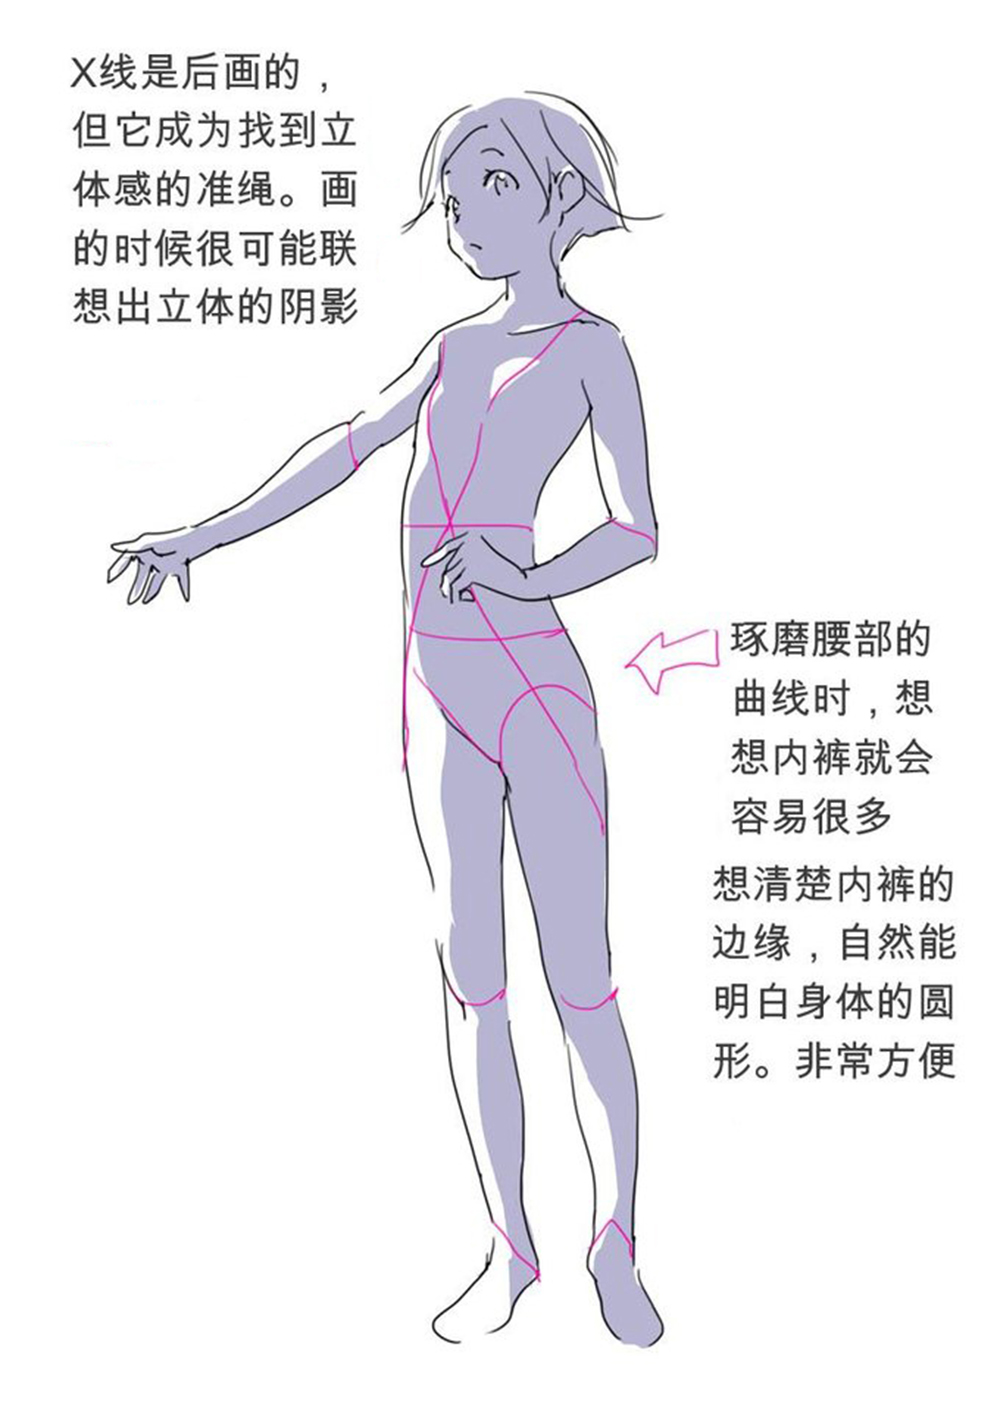 X线是后画的，
但它成为找到立
体感的准绳。画
的时候很可能联
想出立体的阴影
琢磨腰部的
曲线时，想
想内裤就会
容易很多
想清楚内裤的
边缘，自然能
明白身体的圆
形。非常方便